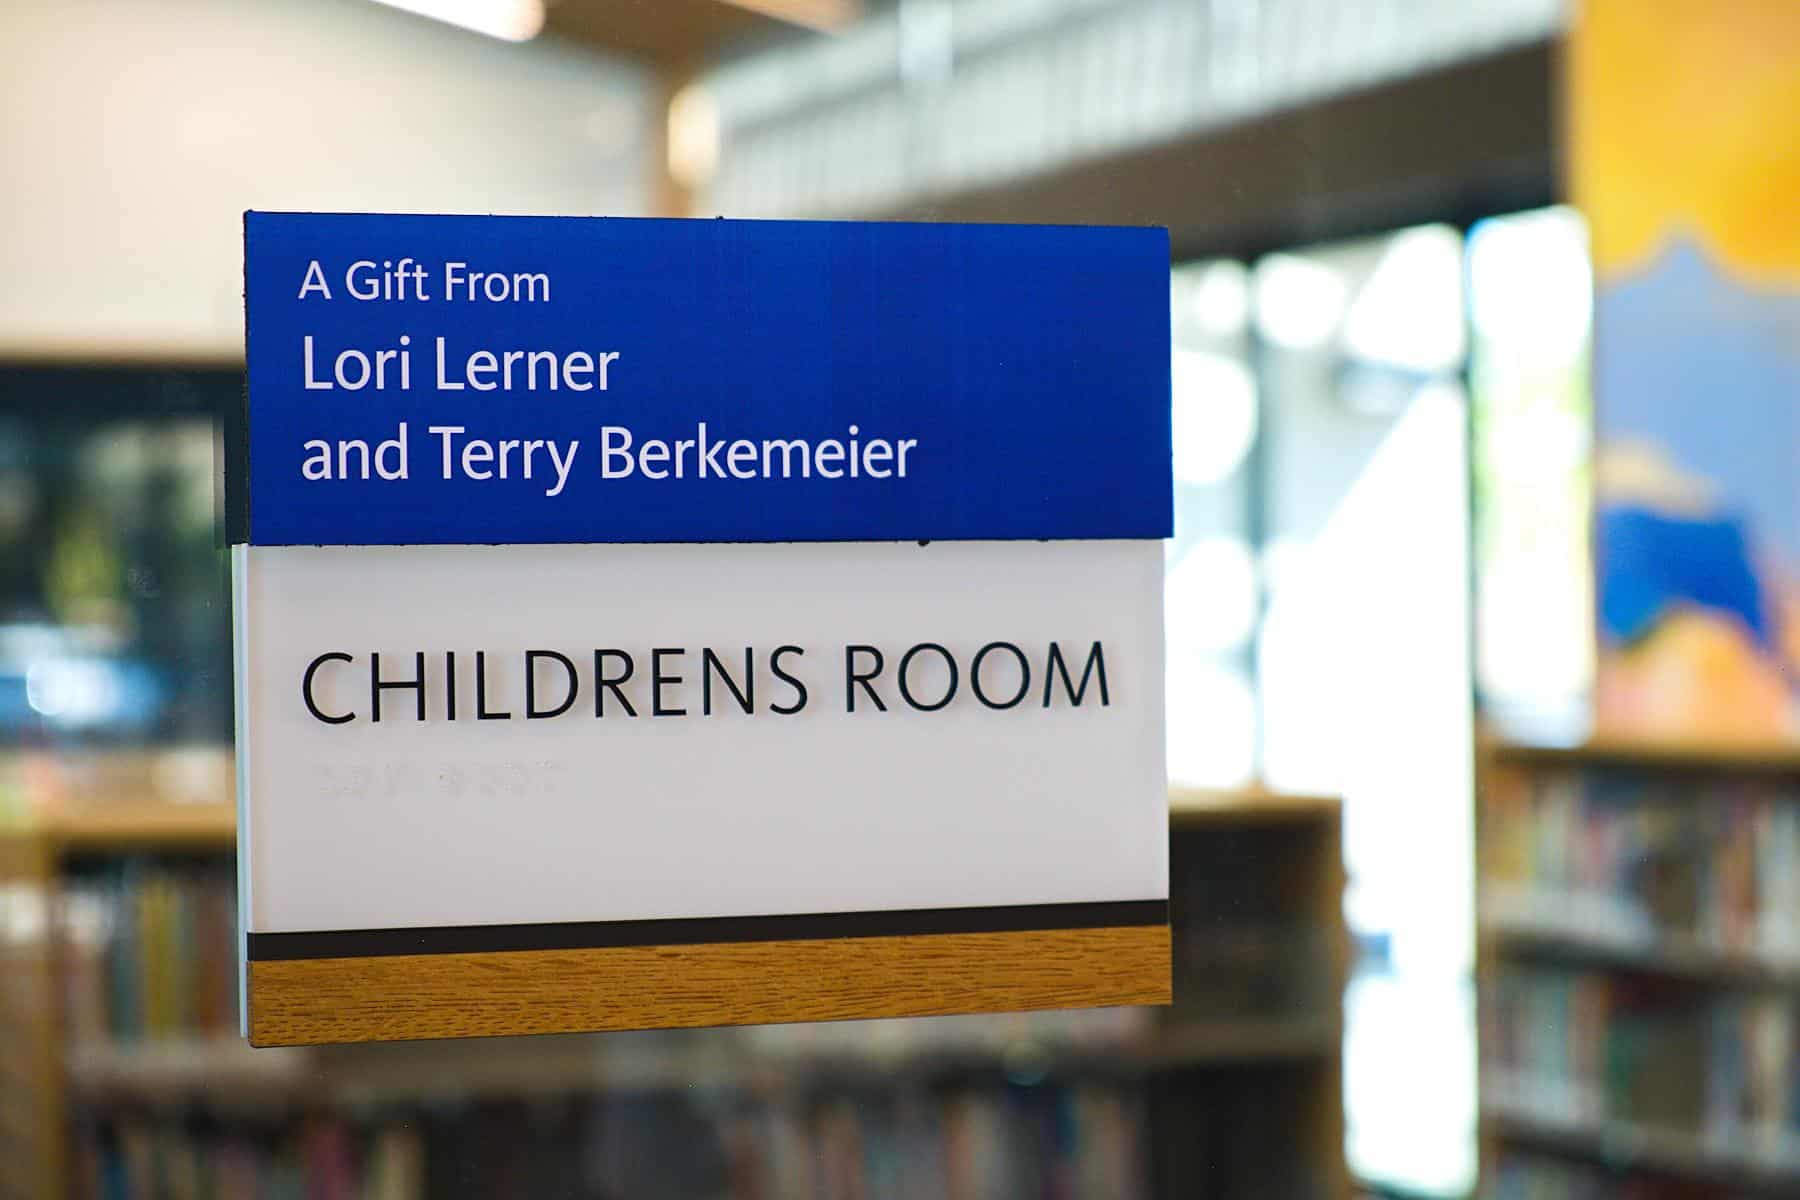 A Gift From
Lori Lerner
and Terry Berkemeier
CHILDRENS ROOM